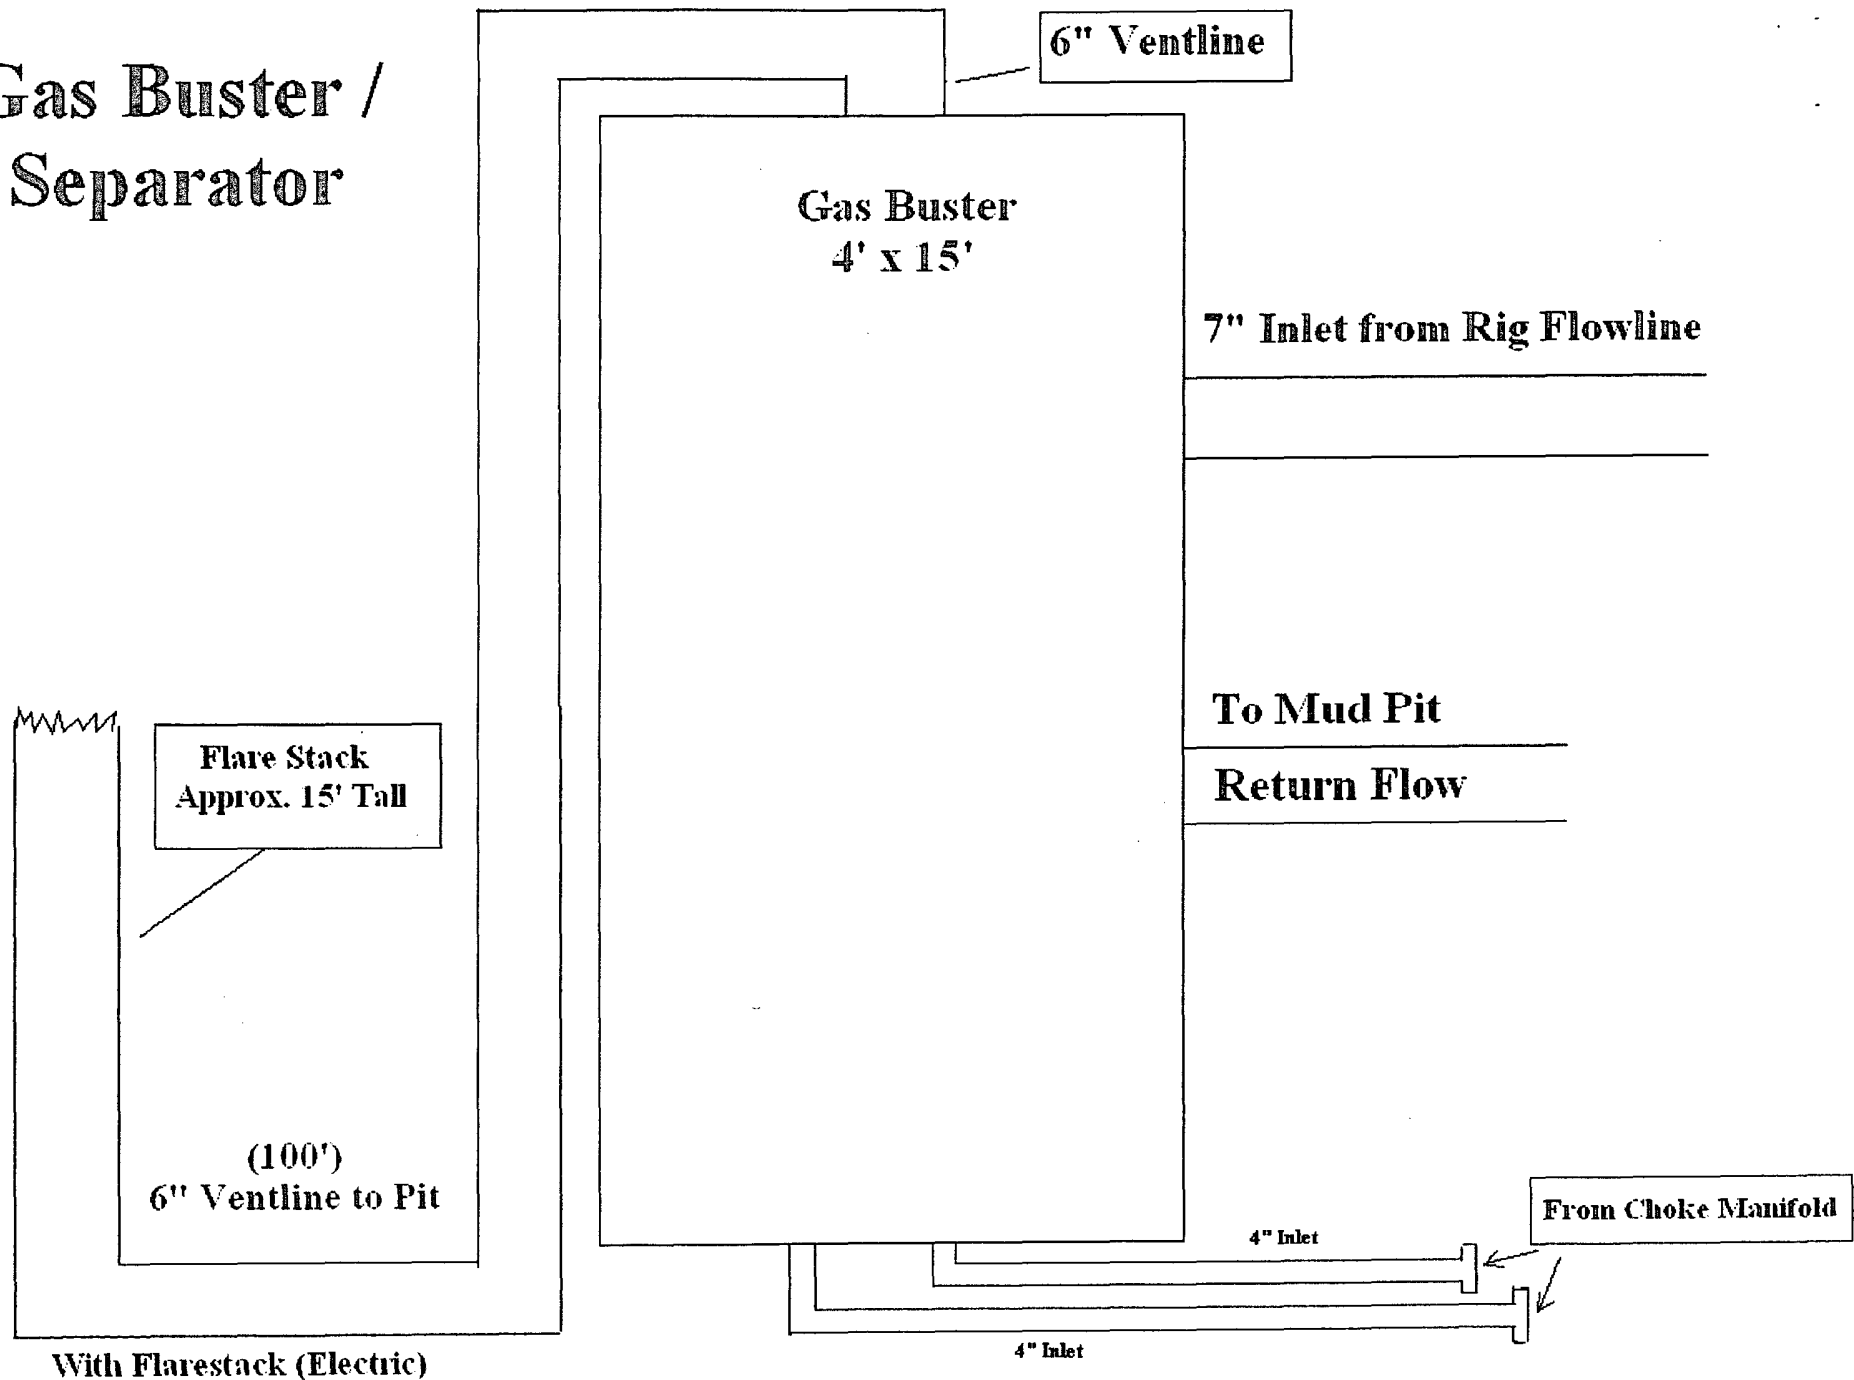 Gas Buster /
Separator
6" Ventline
Gas Buster
4' x 15'
7" Inlet from Rig Flowline
To Mud Pit
Return Flow
Flare Stack
Approx. 15' Tall
(100')
6" Ventline to Pit
From Choke Manifold
4" Inlet
4" Inlet
With Flarestack (Electric)